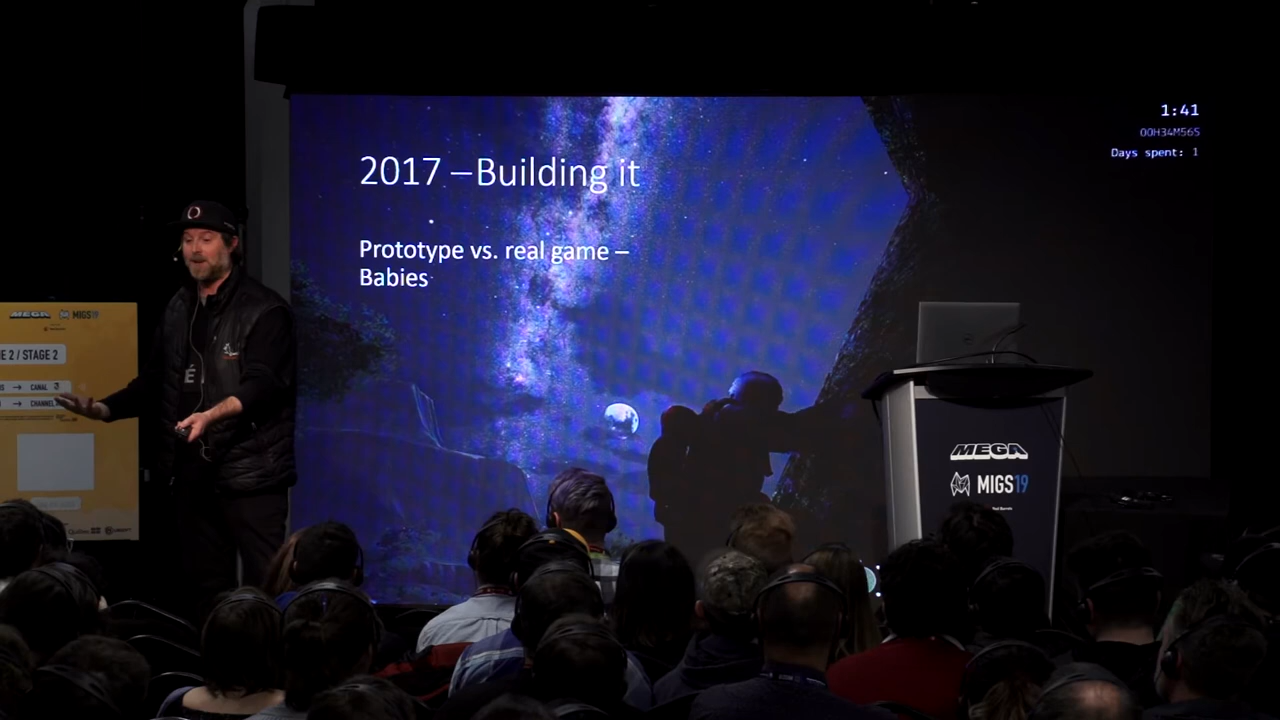 1:41
00H34M56S
Days spent: 1
2017 – Building it
Prototype vs. real game –
Babies
MEGA MIGS19
E 2 / STAGE 2
→ CANAL 3
→ CHANNEL
É
MEGA
MIGS19